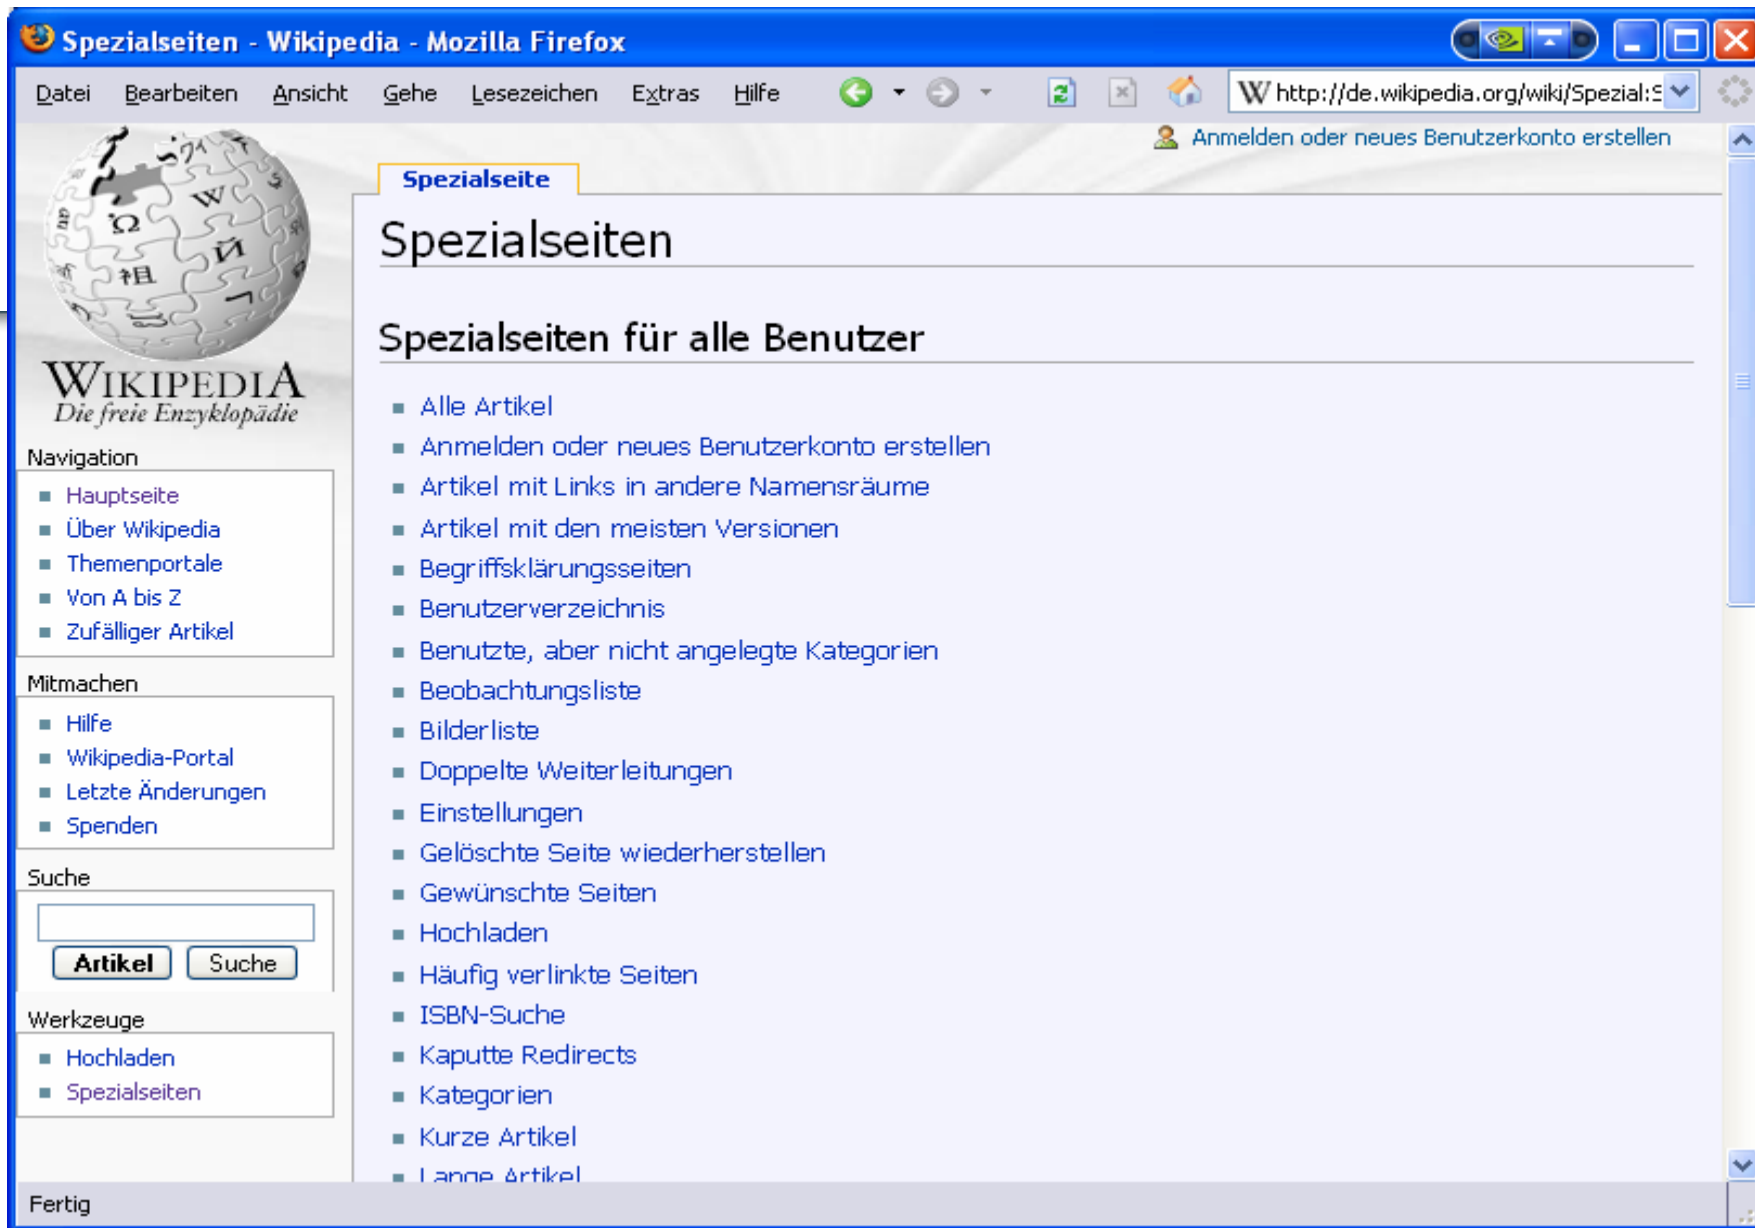 Spezialseiten - Wikipedia - Mozilla Firefox
Datei Bearbeiten Ansicht Gehe Lesezeichen Extras Hilfe http://de.wikipedia.org/wiki/Spezial:S
Anmelden oder neues Benutzerkonto erstellen
WIKIPEDIA
Die freie Enzyklopädie
Navigation
Hauptseite
Über Wikipedia
Themenportale
Von A bis Z
Zufälliger Artikel
Mitmachen
Hilfe
Wikipedia-Portal
Letzte Änderungen
Spenden
Suche
Artikel Suche
Werkzeuge
Hochladen
Spezialseiten
Spezialseite
Spezialseiten
Spezialseiten für alle Benutzer
Alle Artikel
Anmelden oder neues Benutzerkonto erstellen
Artikel mit Links in andere Namensräume
Artikel mit den meisten Versionen
Begriffsklärungsseiten
Benutzerverzeichnis
Benutzte, aber nicht angelegte Kategorien
Beobachtungsliste
Bilderliste
Doppelte Weiterleitungen
Einstellungen
Gelöschte Seite wiederherstellen
Gewünschte Seiten
Hochladen
Häufig verlinkte Seiten
ISBN-Suche
Kaputte Redirects
Kategorien
Kurze Artikel
Lange Artikel
Fertig